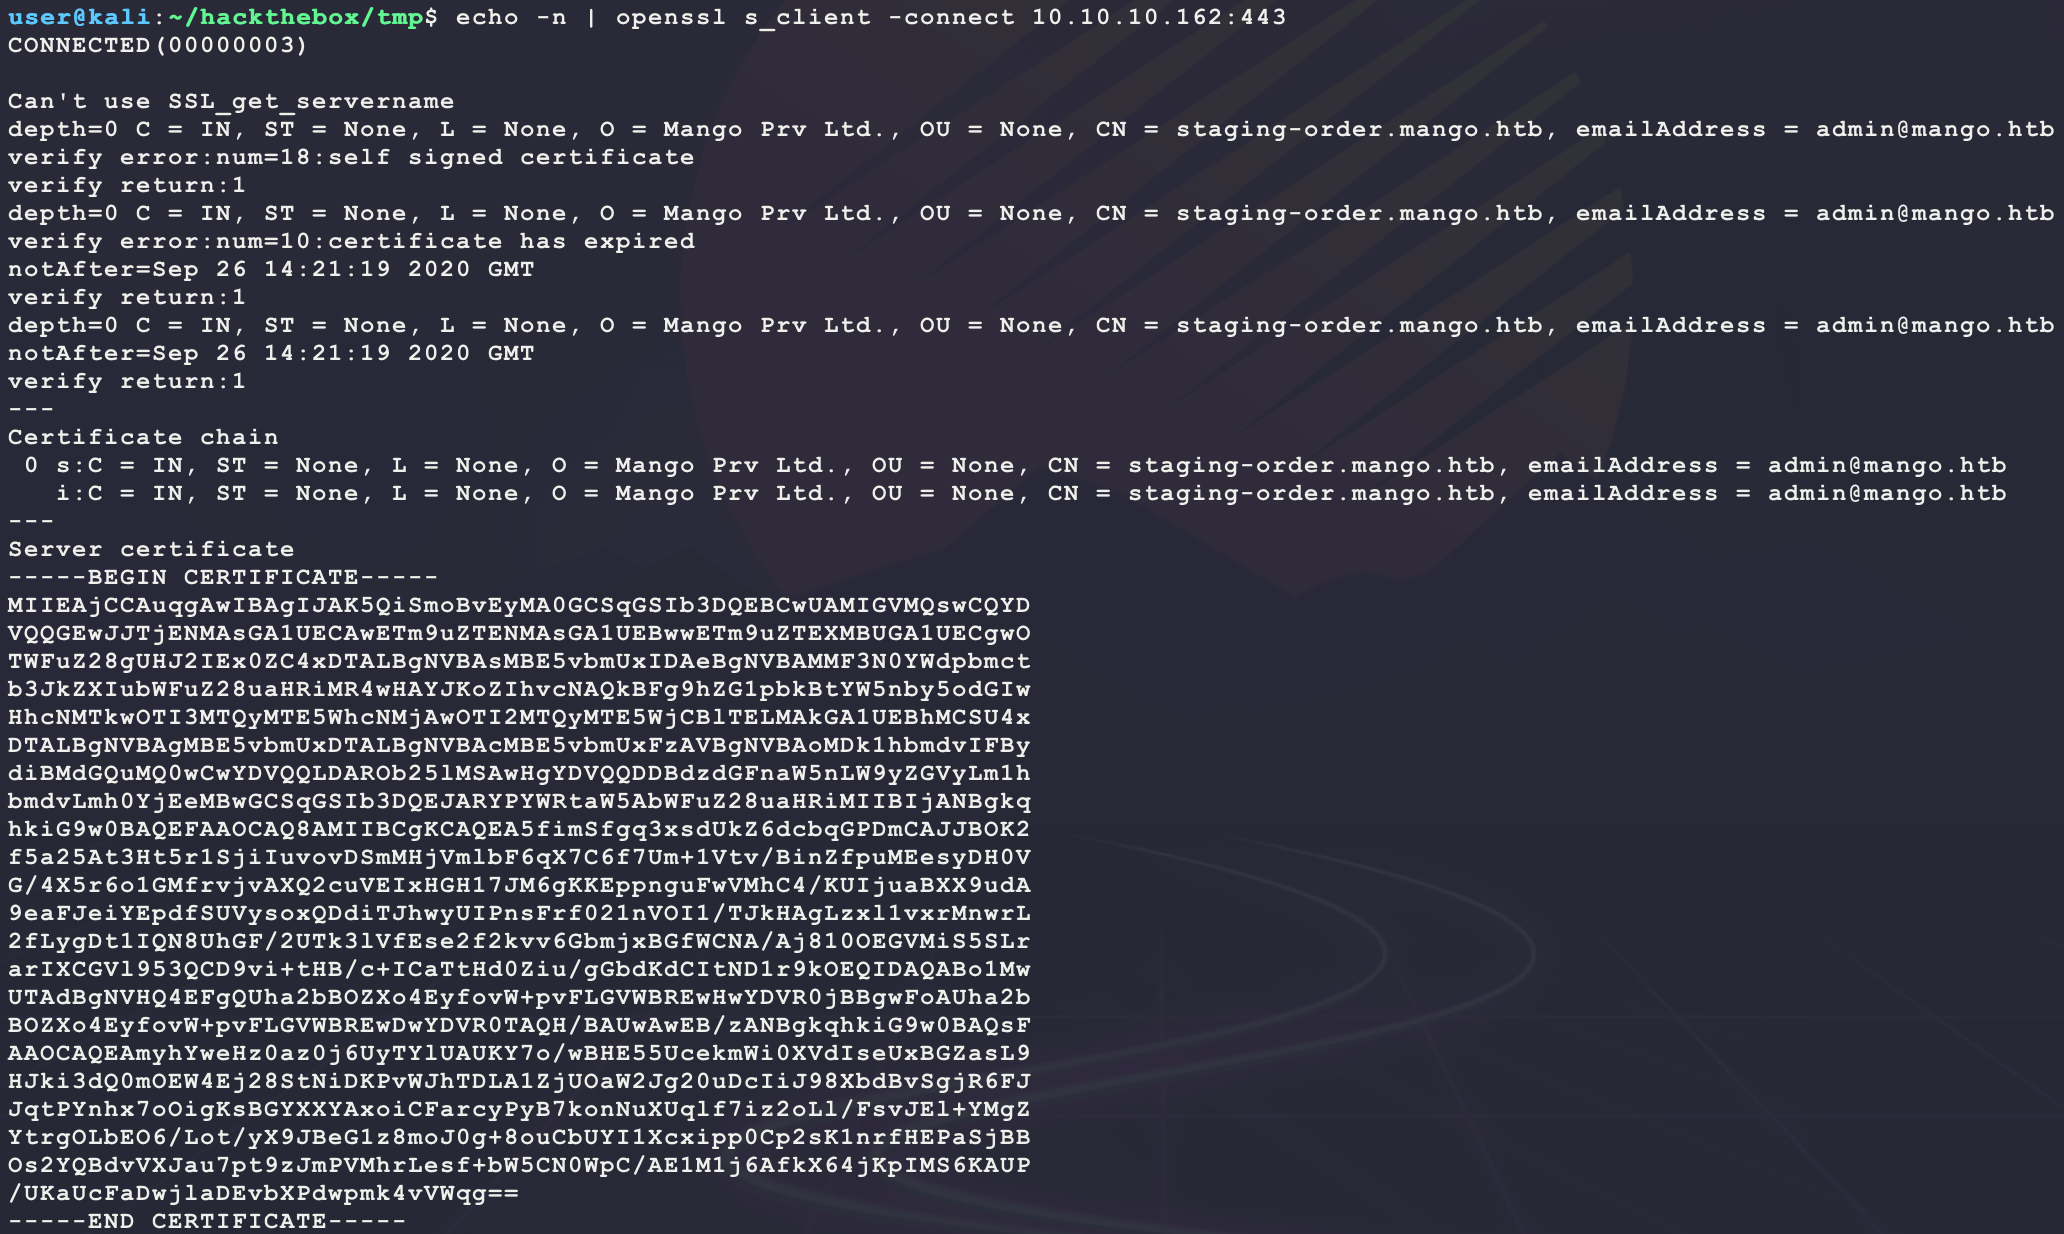 user@kali:~/hackthebox/tmp$ echo -n | openssl s_client -connect 10.10.10.162:443
CONNECTED(00000003)
Can't use SSL_get_servername
depth=0 C = IN, ST = None, L = None, O = Mango Prv Ltd., OU = None, CN = staging-order.mango.htb, emailAddress = admin@mango.htb
verify error:num=18:self signed certificate
verify return:1
depth=0 C = IN, ST = None, L = None, O = Mango Prv Ltd., OU = None, CN = staging-order.mango.htb, emailAddress = admin@mango.htb
verify error:num=10:certificate has expired
notAfter=Sep 26 14:21:19 2020 GMT
verify return:1
depth=0 C = IN, ST = None, L = None, O = Mango Prv Ltd., OU = None, CN = staging-order.mango.htb, emailAddress = admin@mango.htb
notAfter=Sep 26 14:21:19 2020 GMT
verify return:1
---
Certificate chain
 0 s:C = IN, ST = None, L = None, O = Mango Prv Ltd., OU = None, CN = staging-order.mango.htb, emailAddress = admin@mango.htb
   i:C = IN, ST = None, L = None, O = Mango Prv Ltd., OU = None, CN = staging-order.mango.htb, emailAddress = admin@mango.htb
---
Server certificate
-----BEGIN CERTIFICATE-----
MIIEAjCCAuqgAwIBAgIJAK5QiSmoBvEyMA0GCSqGSIb3DQEBCwUAMIGVMQswCQYD
VQQGEwJJTjENMAsGA1UECAwETm9uZTENMAsGA1UEBwwETm9uZTEXMBUGA1UECgwO
TWFuZ28gUHJ2IEx0ZC4xDTALBgNVBAsMBE5vbmUxIDAeBgNVBAMMF3N0YWdpbmct
b3JkZXIubWFuZ28uaHRiMR4wHAYJKoZIhvcNAQkBFg9hZG1pbkBtYW5nby5odGIw
HhcNMTkwOTI3MTQyMTE5WhcNMjAwOTI2MTQyMTE5WjCBlTELMAkGA1UEBhMCSU4x
DTALBgNVBAgMBE5vbmUxDTALBgNVBAcMBE5vbmUxFzAVBgNVBAoMDk1hbmdvIFBy
diBMdGQuMQ0wCwYDVQQLDAROb25lMSAwHgYDVQQDDBdzdGFnaW5nLW9yZGVyLm1h
bmdvLmh0YjEeMBwGCSqGSIb3DQEJARYPYWRtaW5AbWFuZ28uaHRiMIIBIjANBgkq
hkiG9w0BAQEFAAOCAQ8AMIIBCgKCAQEA5fimSfgq3xsdUkZ6dcbqGPDmCAJJBOK2
f5a25At3Ht5r1SjiIuvovDSmMHjVmlbF6qX7C6f7Um+1Vtv/BinZfpuMEesyDH0V
G/4X5r6o1GMfrvjvAXQ2cuVEIxHGH17JM6gKKEppnguFwVMhC4/KUIjuaBXX9udA
9eaFJeiYEpdfSUVysoxQDdiTJhwyUIPnsFrf021nVOI1/TJkHAgLzxl1vxrMnwrL
2fLygDt1IQN8UhGF/2UTk3lVfEse2f2kvv6GbmjxBGfWCNA/Aj810OEGVMiS5SLr
arIXCGVl953QCD9vi+tHB/c+ICaTtHd0Ziu/gGbdKdCItND1r9kOEQIDAQABo1Mw
UTAdBgNVHQ4EFgQUha2bBOZXo4EyfovW+pvFLGVWBREwHwYDVR0jBBgwFoAUha2b
BOZXo4EyfovW+pvFLGVWBREwDwYDVR0TAQH/BAUwAwEB/zANBgkqhkiG9w0BAQsF
AAOCAQEAmyhYweHz0az0j6UyTYlUAUKY7o/wBHE55UcekmWi0XVdIseUxBGZasL9
HJki3dQ0mOEW4Ej28StNiDKPvWJhTDLA1ZjUOaW2Jg20uDcIiJ98XbdBvSgjR6FJ
JqtPYnhx7oOigKsBGYXXYAxoiCFarcyPyB7konNuXUqlf7iz2oLl/FsvJEl+YMgZ
YtrgOLbEO6/Lot/yX9JBeG1z8moJ0g+8ouCbUYI1Xcxipp0Cp2sK1nrfHEPaSjBB
Os2YQBdvVXJau7pt9zJmPVMhrLesf+bW5CN0WpC/AE1M1j6AfkX64jKpIMS6KAUP
/UKaUcFaDwjlaDEvbXPdwpmk4vVWqg==
-----END CERTIFICATE-----